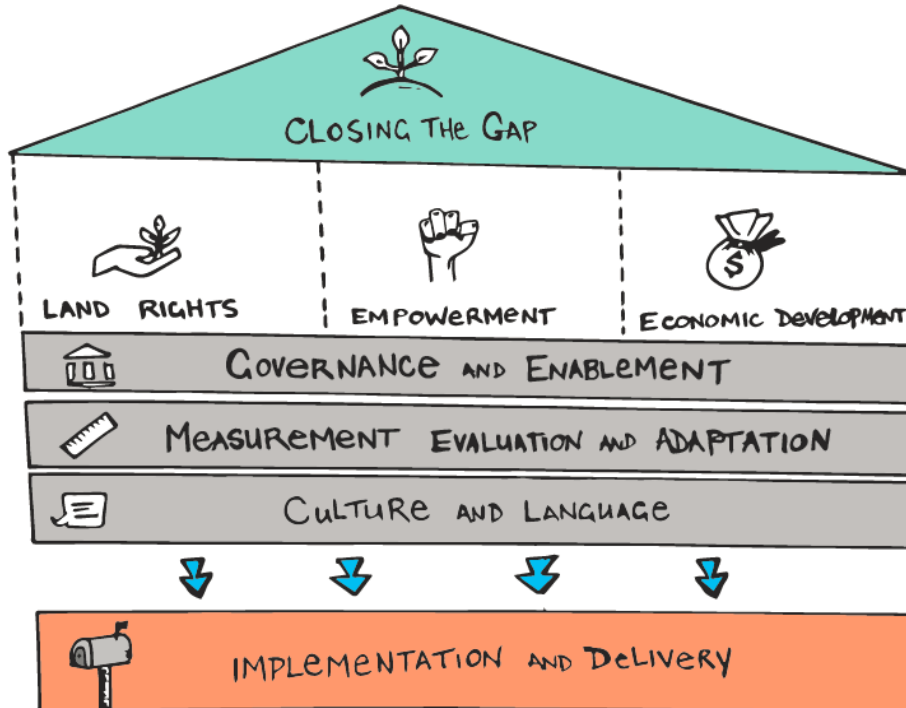 CLOSING THE GAP
LAND RIGHTS
EMPOWERMENT
ECONOMIC DEVELOPMENT
$
GOVERNANCE AND ENABLEMENT
MEASUREMENT EVALUATION AND ADAPTATION
CULTURE AND LANGUAGE
IMPLEMENTATION AND DELIVERY